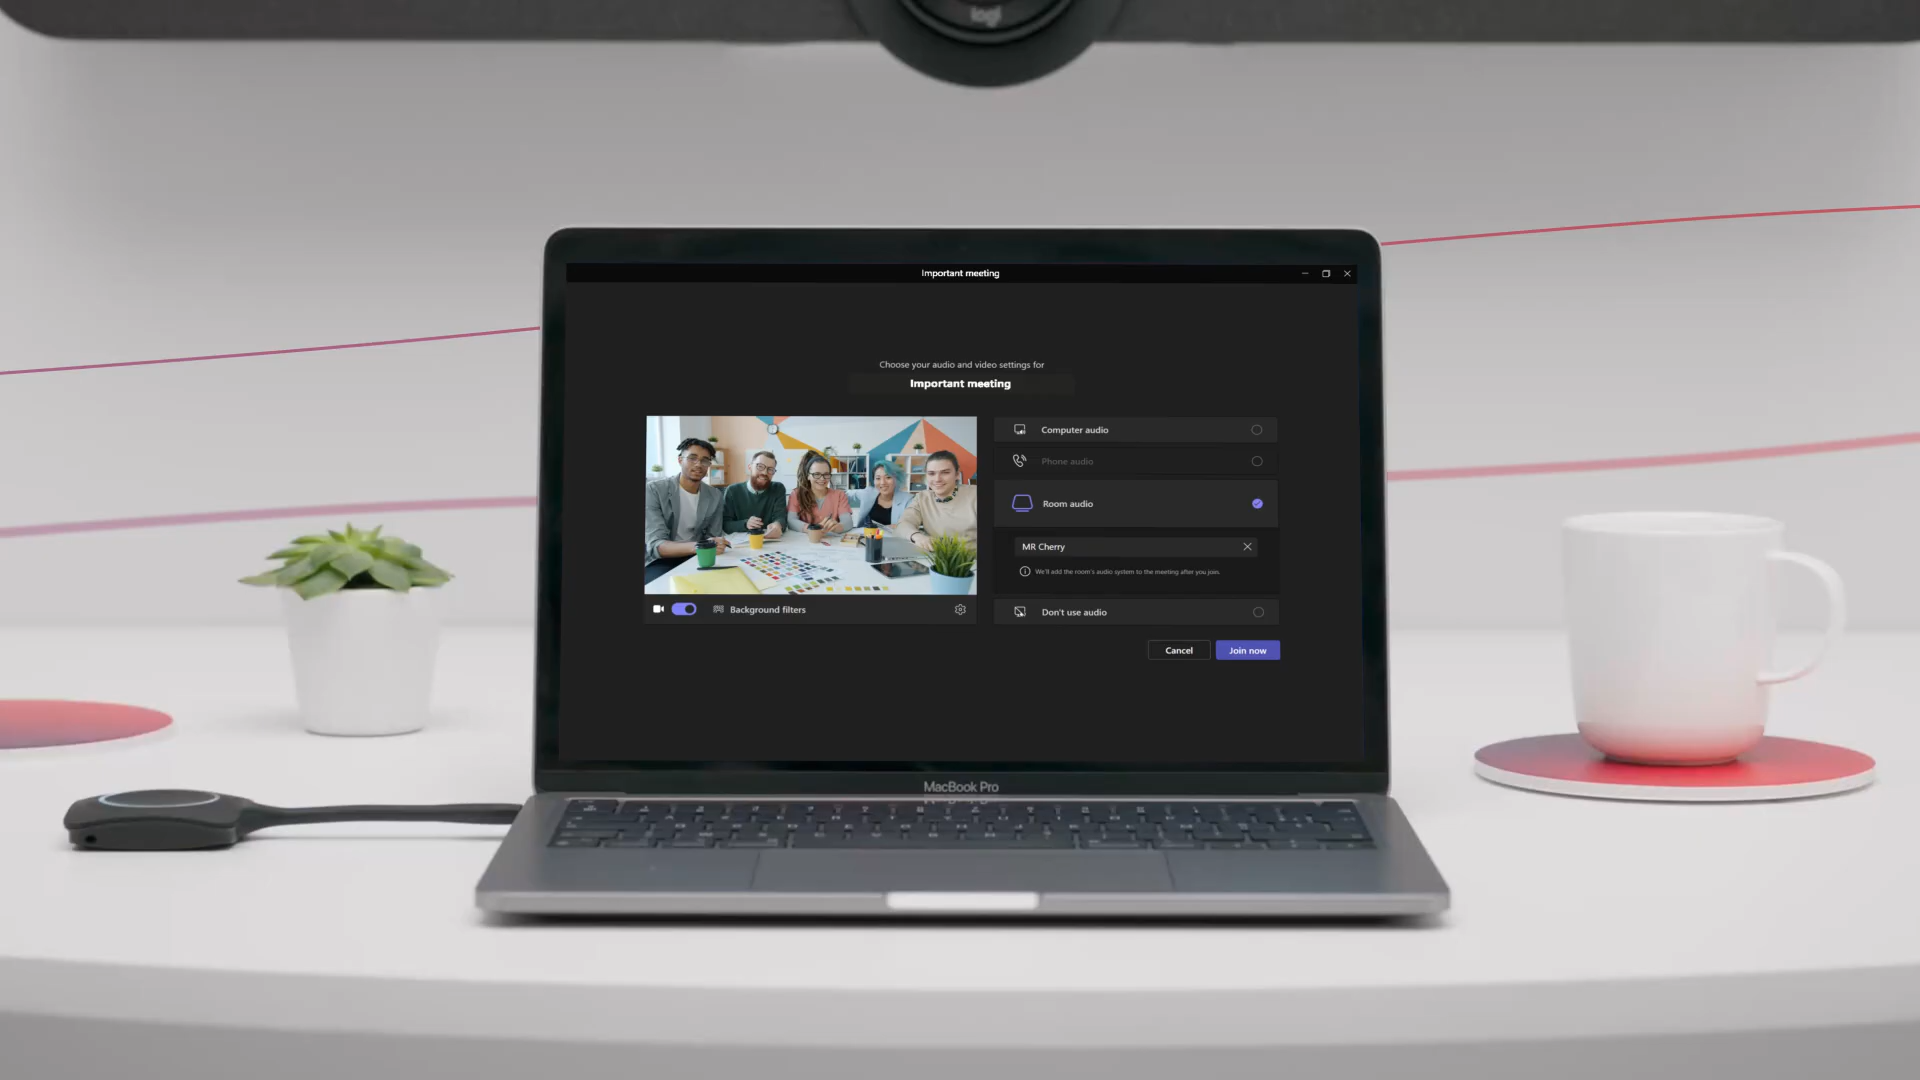 logi
Important meeting
Choose your audio and video settings for
Important meeting
Computer audio
Phone audio
Room audio
MR Cherry
We'll add the room's audio system to the meeting after you join.
Background filters
Don't use audio
Cancel
Join now
MacBook Pro